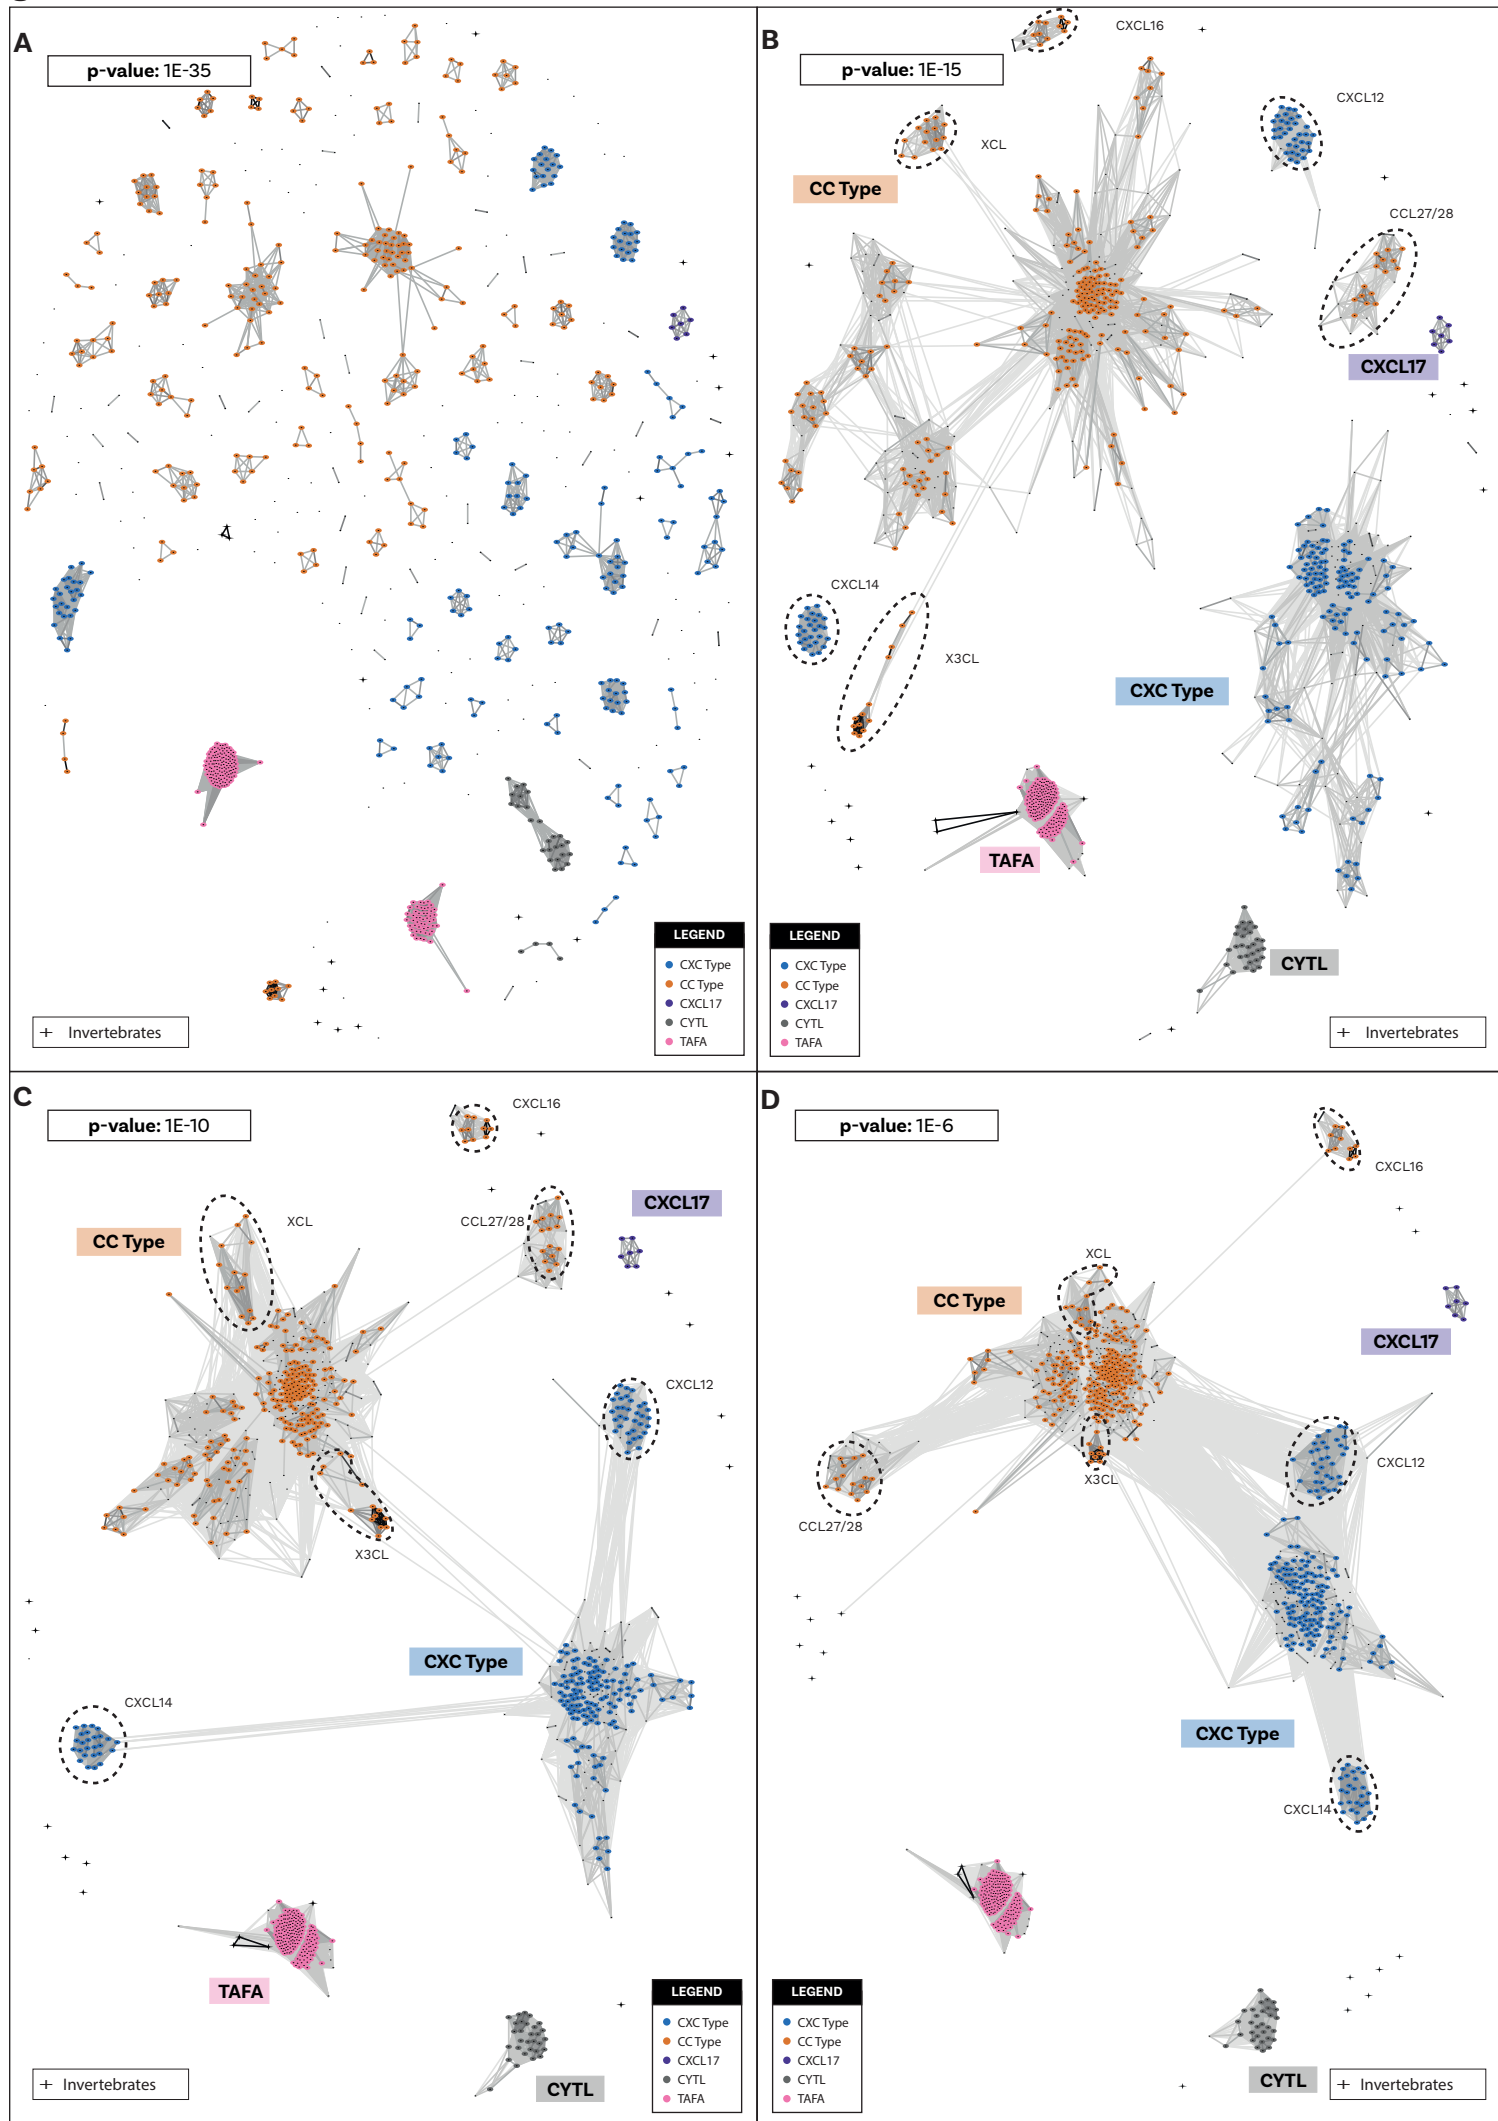 A
p-value: 1E-35
LEGEND
CXC Type
CC Type
CXCL17
CYTL
TAFA
Invertebrates
B
p-value: 1E-15
CXCL16
CXCL12
XCL
CC Type
CCL27/28
CXCL17
CXCL14
X3CL
CXC Type
TAFA
CYTL
LEGEND
CXC Type
CC Type
CXCL17
CYTL
TAFA
Invertebrates
C
p-value: 1E-10
CXCL16
CXCL17
XCL
CCL27/28
CC Type
CXCL12
X3CL
CXC Type
CXCL14
TAFA
CYTL
LEGEND
CXC Type
CC Type
CXCL17
CYTL
TAFA
Invertebrates
D
p-value: 1E-6
CXCL16
XCL
CC Type
CXCL17
CXCL12
X3CL
CCL27/28
CXC Type
CXCL14
CYTL
LEGEND
CXC Type
CC Type
CXCL17
CYTL
TAFA
Invertebrates